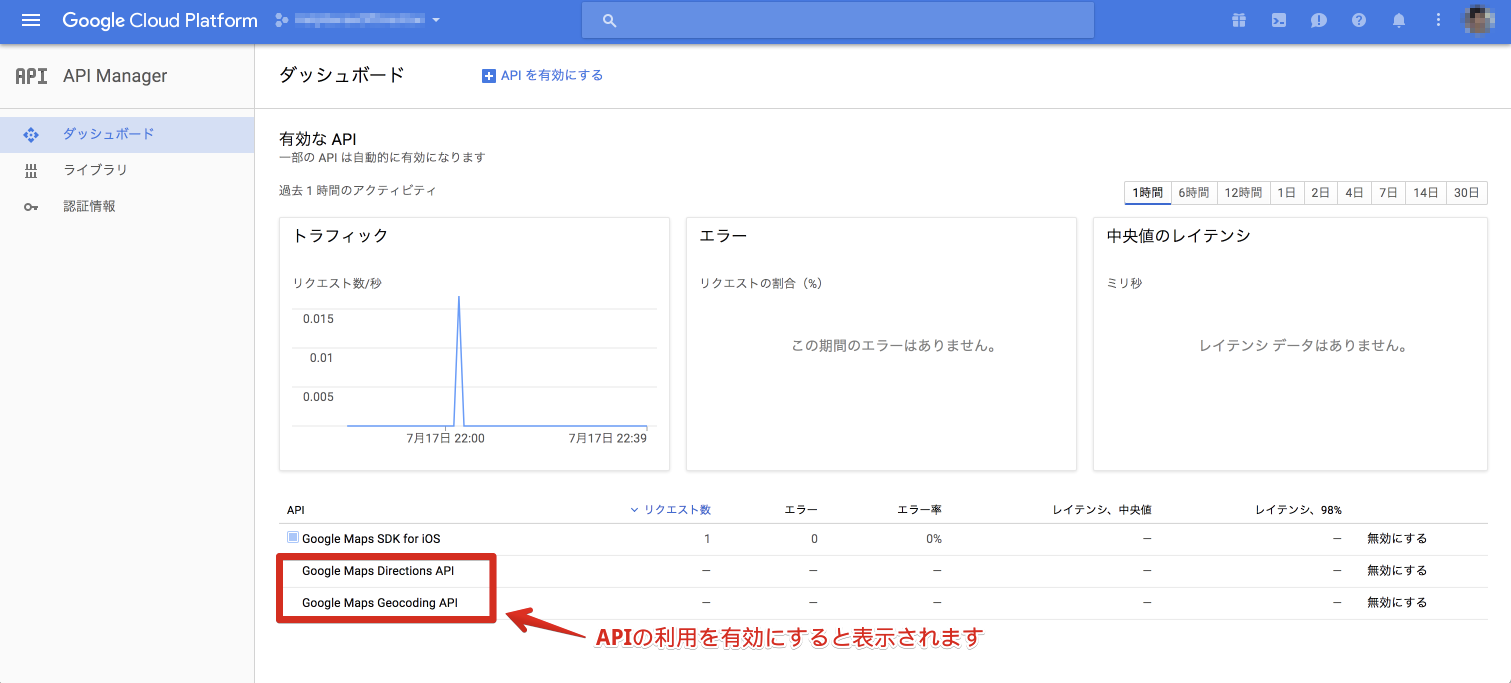 Google Cloud Platform
API API Manager
ダッシュボード
ライブラリ
認証情報
ダッシュボード
API を有効にする
有効な API
一部の API は自動的に有効になります
過去 1 時間のアクティビティ
1時間 6時間 12時間 1日 2日 4日 7日 14日 30日
トラフィック
リクエスト数/秒
0.015
0.01
0.005
7月17日 22:00 7月17日 22:39
エラー
リクエストの割合（%）
この期間のエラーはありません。
中央値のレイテンシ
ミリ秒
レイテンシ データはありません。
API リクエスト数 エラー エラー率 レイテンシ、中央値 レイテンシ、98%
Google Maps SDK for iOS 1 0 0% — — 無効にする
Google Maps Directions API — — — — — 無効にする
Google Maps Geocoding API — — — — — 無効にする
APIの利用を有効にすると表示されます